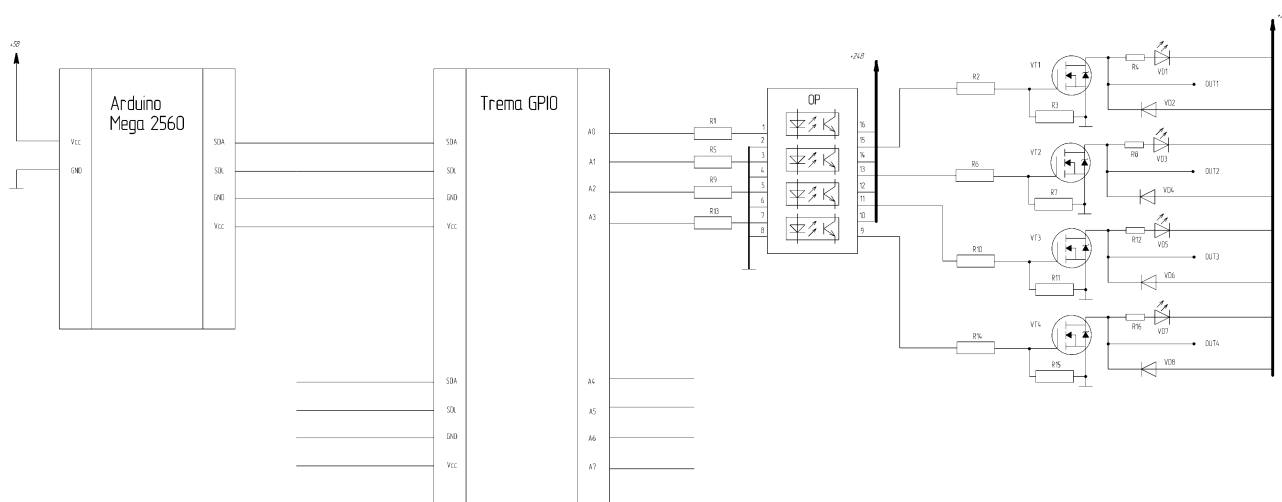 +5В
Arduino
Mega 2560
Vcc
GND
SDA
SDL
GND
Vcc
Trema GPIO
SDA
SDL
GND
Vcc
A0
A1
A2
A3
SDA
SDL
GND
Vcc
A4
A5
A6
A7
R1
R5
R9
R13
OP
1
2
3
4
5
6
7
8
16
15
14
13
12
11
10
9
+24В
R2
R3
VT1
R4
VD1
OUT1
VD2
R6
R7
VT2
R8
VD3
OUT2
VD4
R10
R11
VT3
R12
VD5
OUT3
VD6
R14
R15
VT4
R16
VD7
OUT4
VD8